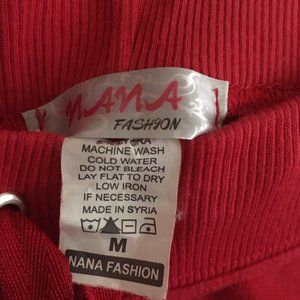 NANA
FASH9ON
MACHINE WASH
COLD WATER
DO NOT BLEACH
LAY FLAT TO DRY
LOW IRON
IF NECESSARY
MADE IN SYRIA
M
NANA FASHION